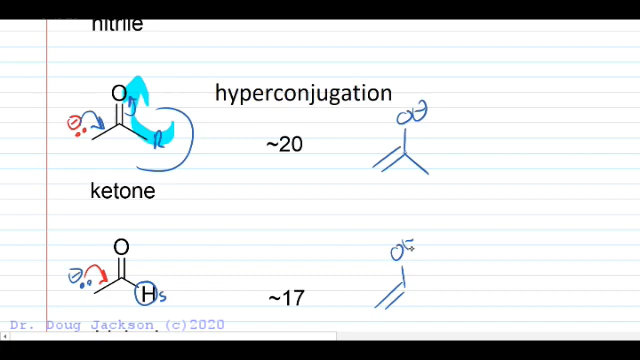 nitrile
O
hyperconjugation
O⊖
⊖
R
~20
ketone
O
O
⊖
H s
~17
Dr. Doug Jackson (c)2020